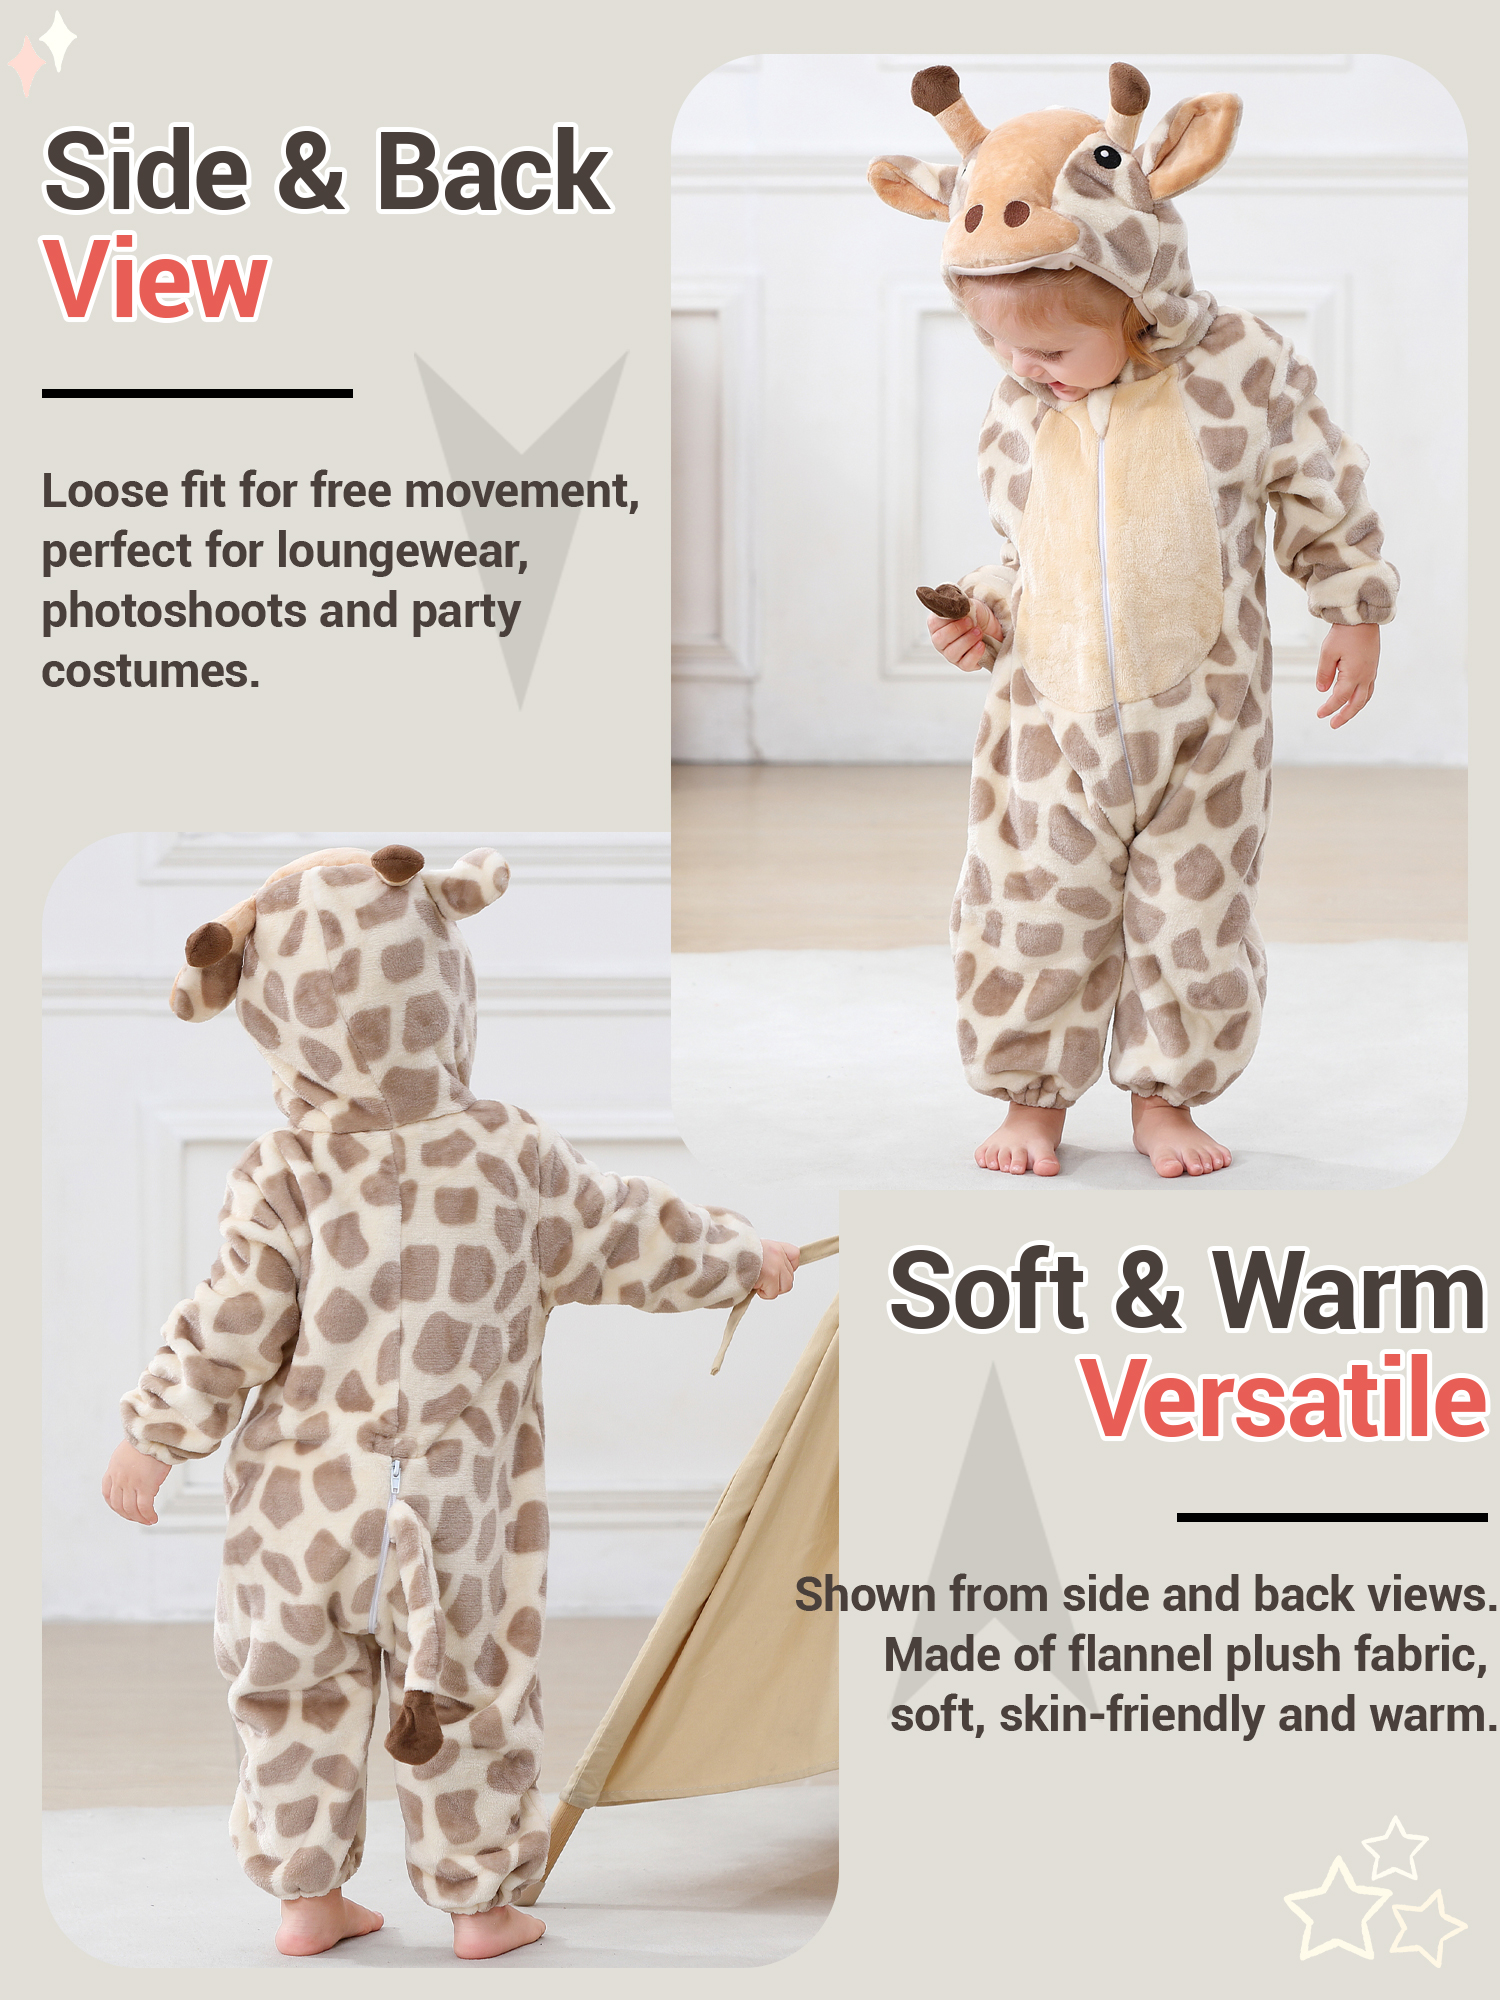 Side & Back
View
Loose fit for free movement,
perfect for loungewear,
photoshoots and party
costumes.
Soft & Warm
Versatile
Shown from side and back views.
Made of flannel plush fabric,
soft, skin-friendly and warm.